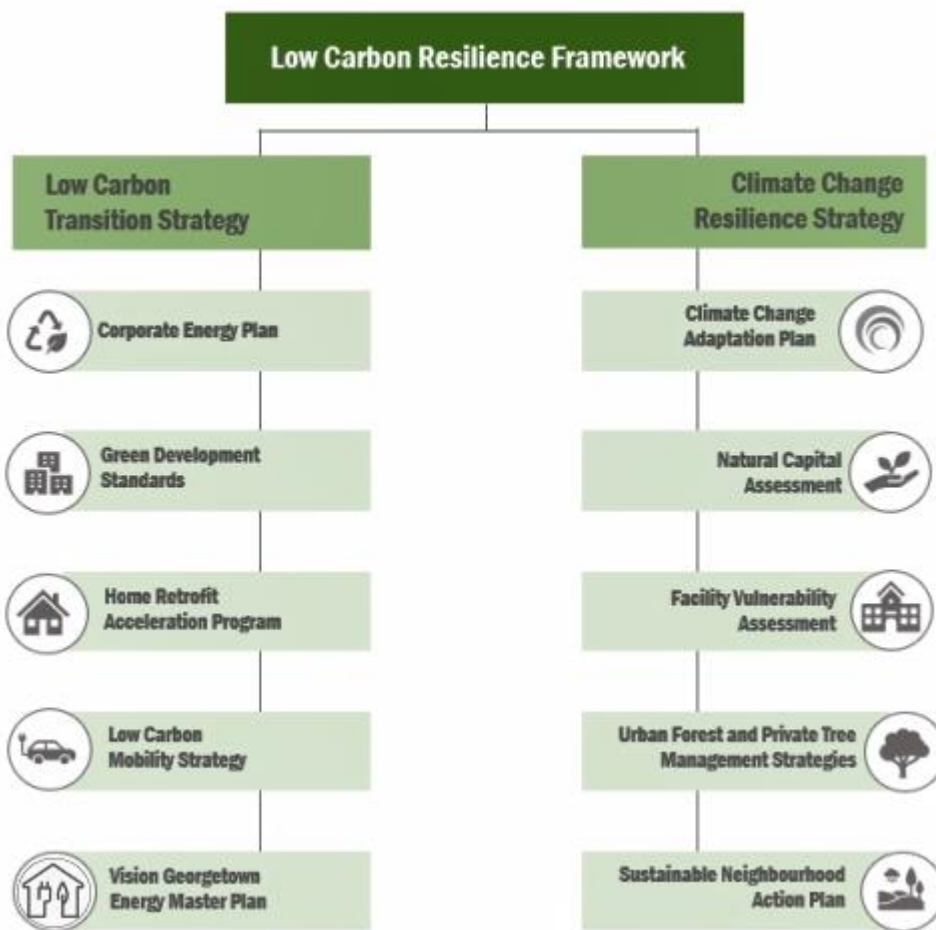 Low Carbon Resilience Framework
Low Carbon
Transition Strategy
Corporate Energy Plan
Green Development
Standards
Home Retrofit
Acceleration Program
Low Carbon
Mobility Strategy
Vision Georgetown
Energy Master Plan
Climate Change
Resilience Strategy
Climate Change
Adaptation Plan
Natural Capital
Assessment
Facility Vulnerability
Assessment
Urban Forest and Private Tree
Management Strategies
Sustainable Neighbourhood
Action Plan